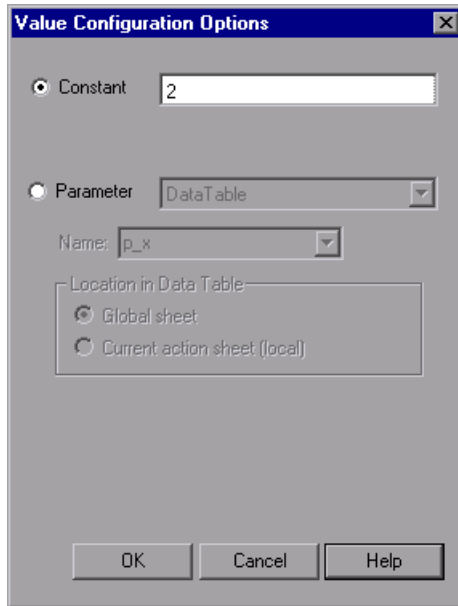 Value Configuration Options
Constant 2
Parameter DataTable
Name: p_x
Location in Data Table
Global sheet
Current action sheet (local)
OK Cancel Help